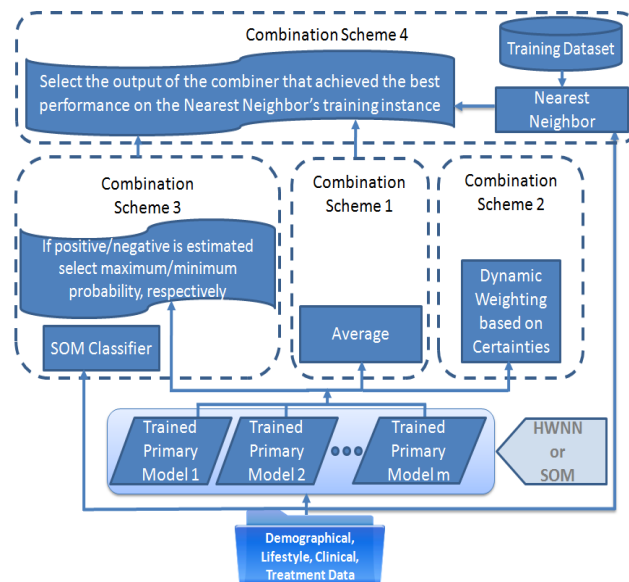 Combination Scheme 4
Training Dataset
Select the output of the combiner that achieved the best
performance on the Nearest Neighbor's training instance
Nearest
Neighbor
Combination
Scheme 3
Combination
Scheme 1
Combination
Scheme 2
If positive/negative is estimated
select maximum/minimum
probability, respectively
SOM Classifier
Average
Dynamic
Weighting
based on
Certainties
Trained
Primary
Model 1
Trained
Primary
Model 2
Trained
Primary
Model m
HWNN
or
SOM
Demographical,
Lifestyle, Clinical,
Treatment Data